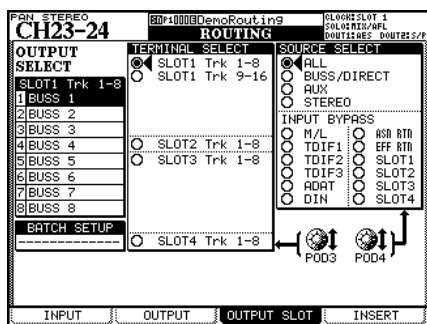 PAN STEREO
CH23-24
SNP:1000DemoRouting
ROUTING
CLOCK:SLOT 1
SOLO:MIX/AFL
DOUT1:AES DOUT2:S/P
OUTPUT
SELECT
SLOT1 Trk 1-8
1 BUSS 1
2 BUSS 2
3 BUSS 3
4 BUSS 4
5 BUSS 5
6 BUSS 6
7 BUSS 7
8 BUSS 8
BATCH SETUP
--------------
TERMINAL SELECT
SLOT1 Trk 1-8
SLOT1 Trk 9-16
SLOT2 Trk 1-8
SLOT3 Trk 1-8
SLOT4 Trk 1-8
SOURCE SELECT
ALL
BUSS/DIRECT
AUX
STEREO
INPUT BYPASS
M/L
TDIF1
TDIF2
TDIF3
ADAT
DIN
ASN RTN
EFF RTN
SLOT1
SLOT2
SLOT3
SLOT4
POD3
POD4
INPUT
OUTPUT
OUTPUT SLOT
INSERT